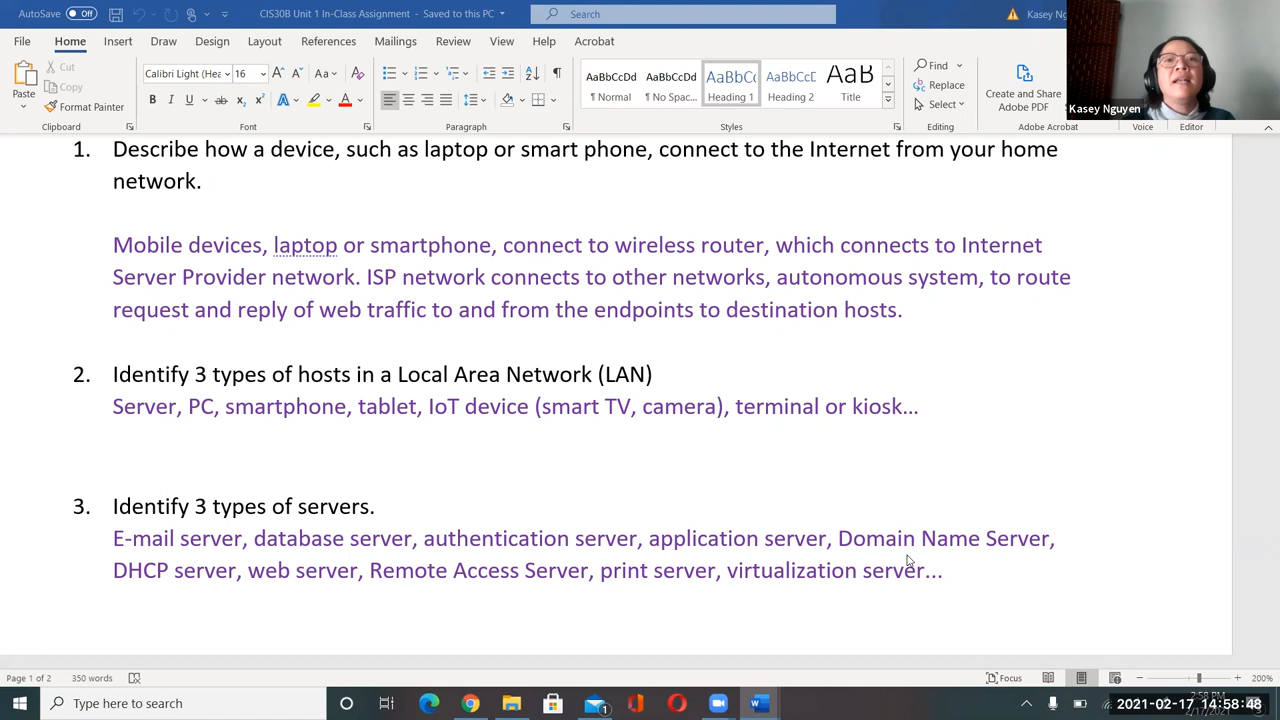 AutoSave Off CIS30B Unit 1 In-Class Assignment - Saved to this PC Search Kasey Ng
File Home Insert Draw Design Layout References Mailings Review View Help Acrobat
Paste Cut Copy Format Painter Clipboard
Calibri Light (Hea 16 Font
Paragraph
AaBbCcDd AaBbCcDd AaBbCc AaBbCcD AaB
¶ Normal ¶ No Spac... Heading 1 Heading 2 Title
Styles
Find Replace Select Editing
Create and Share Adobe PDF Adobe Acrobat
Voice Editor
Kasey Nguyen
1. Describe how a device, such as laptop or smart phone, connect to the Internet from your home
network.
Mobile devices, laptop or smartphone, connect to wireless router, which connects to Internet
Server Provider network. ISP network connects to other networks, autonomous system, to route
request and reply of web traffic to and from the endpoints to destination hosts.
2. Identify 3 types of hosts in a Local Area Network (LAN)
Server, PC, smartphone, tablet, IoT device (smart TV, camera), terminal or kiosk...
3. Identify 3 types of servers.
E-mail server, database server, authentication server, application server, Domain Name Server,
DHCP server, web server, Remote Access Server, print server, virtualization server...
Page 1 of 2 350 words Focus 200%
Type here to search
2:58 PM
2021-02-17 14:58:48
2/17/2021